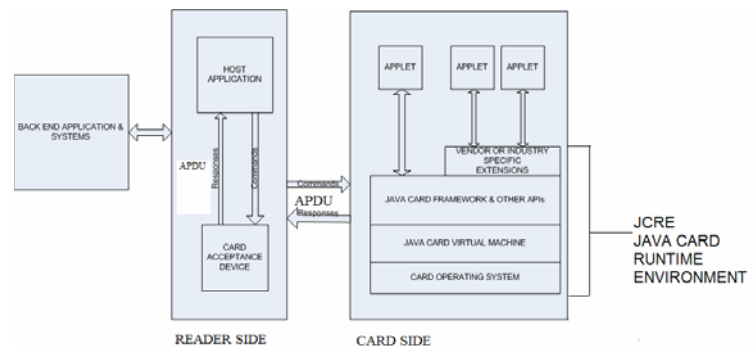 BACK END APPLICATION &
SYSTEMS
HOST
APPLICATION
APDU
Responses
Commands
CARD
ACCEPTANCE
DEVICE
READER SIDE
Commands
APDU
Responses
APPLET
APPLET
APPLET
VENDOR OR INDUSTRY
SPECIFIC
EXTENSIONS
JAVA CARD FRAMEWORK & OTHER APIs
JAVA CARD VIRTUAL MACHINE
CARD OPERATING SYSTEM
CARD SIDE
JCRE
JAVA CARD
RUNTIME
ENVIRONMENT